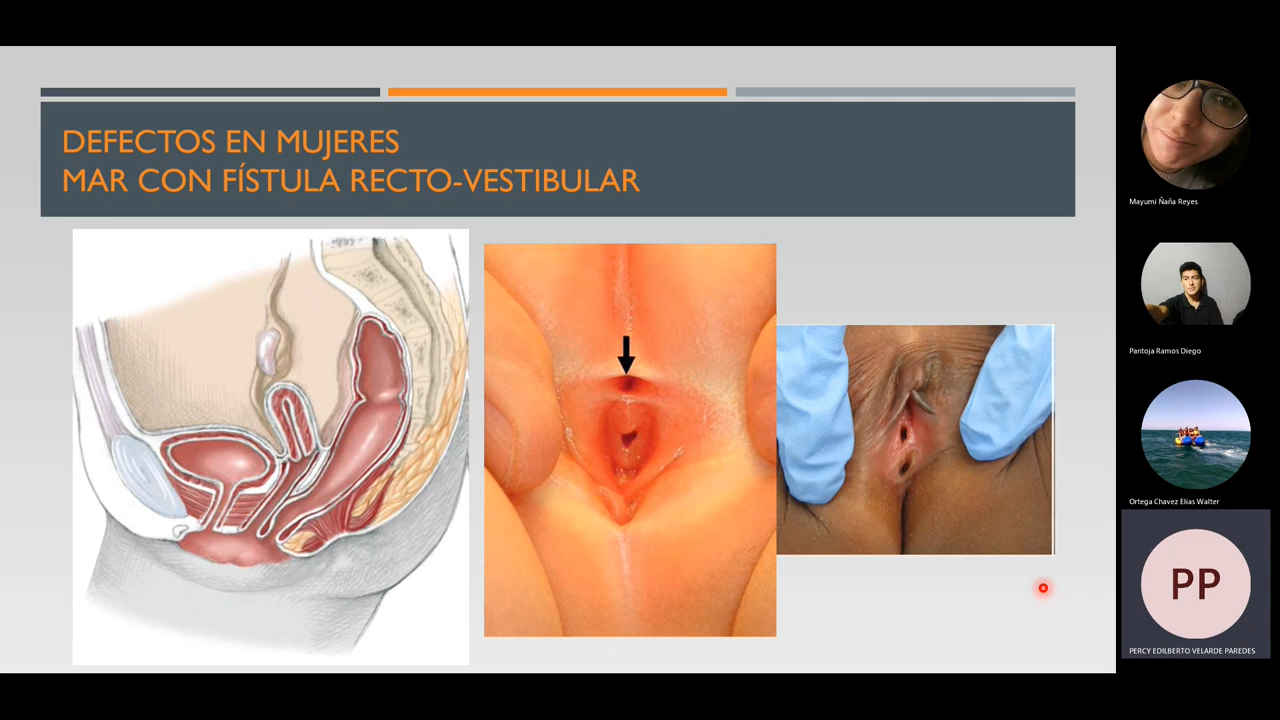 DEFECTOS EN MUJERES
MAR CON FÍSTULA RECTO-VESTIBULAR
Mayumi Ñaña Reyes
Pantoja Ramos Diego
Ortega Chavez Elias Walter
PP
PERCY EDILBERTO VELARDE PAREDES